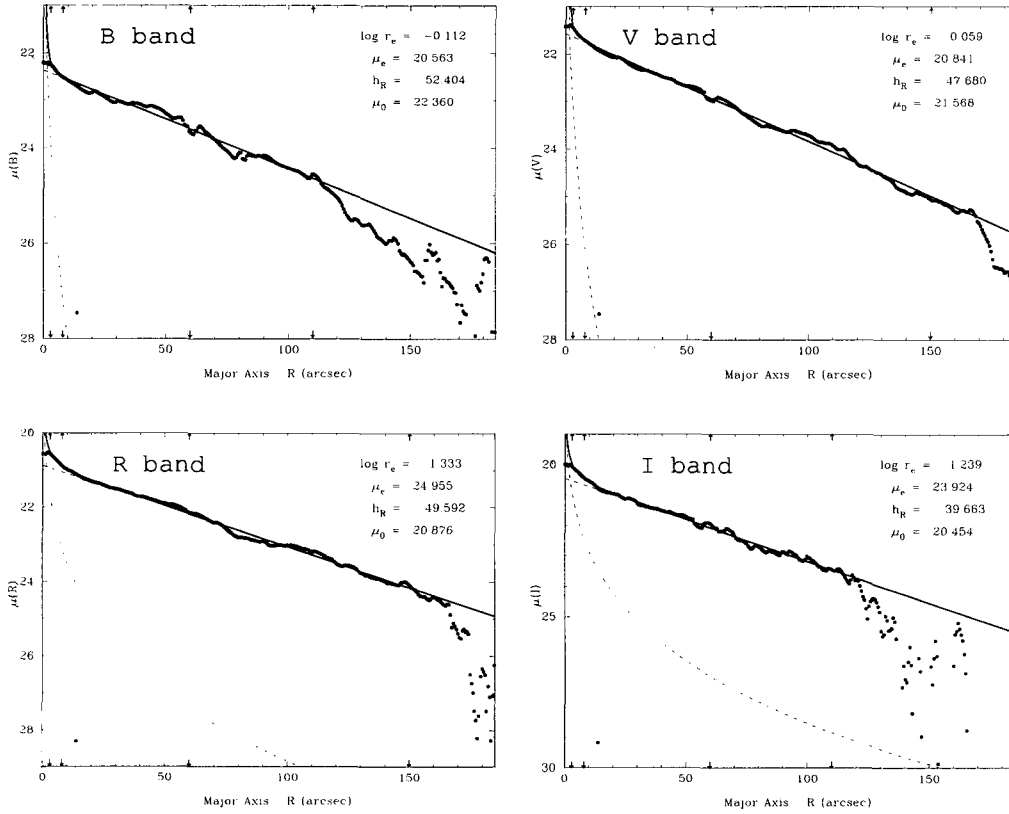 B band
log r_e = -0 112
μ_e = 20 563
h_R = 52 404
μ_0 = 22 360
22
24
26
28
μ(B)
0
50
100
150
Major Axis R (arcsec)
V band
log r_e = 0 059
μ_e = 20 841
h_R = 47 680
μ_0 = 21 568
22
24
26
28
μ(V)
0
50
100
150
Major Axis R (arcsec)
R band
log r_e = 1 333
μ_e = 24 955
h_R = 49.592
μ_0 = 20 876
20
22
24
26
28
μ(R)
0
50
100
150
Major Axis R (arcsec)
I band
log r_e = 1 239
μ_e = 23 924
h_R = 39 663
μ_0 = 20 454
20
25
30
μ(I)
0
50
100
150
Major Axis R (arcsec)